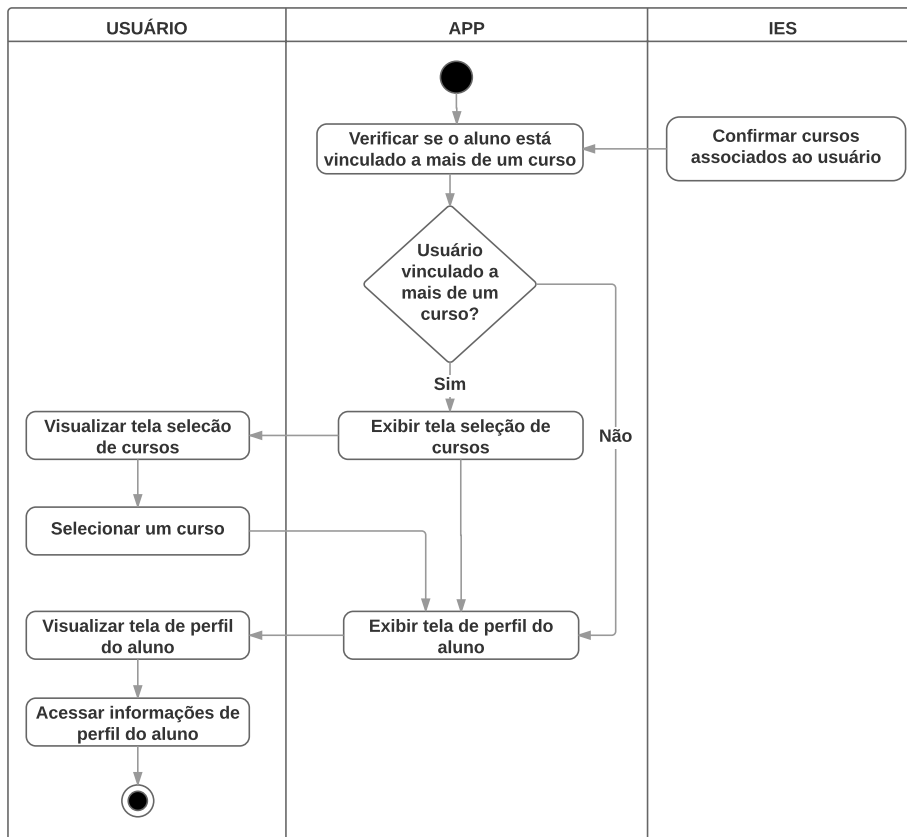 USUÁRIO
APP
IES
Verificar se o aluno está
vinculado a mais de um curso
Confirmar cursos
associados ao usuário
Usuário
vinculado a
mais de um
curso?
Sim
Não
Visualizar tela selecão
de cursos
Exibir tela seleção de
cursos
Selecionar um curso
Visualizar tela de perfil
do aluno
Exibir tela de perfil do
aluno
Acessar informações de
perfil do aluno